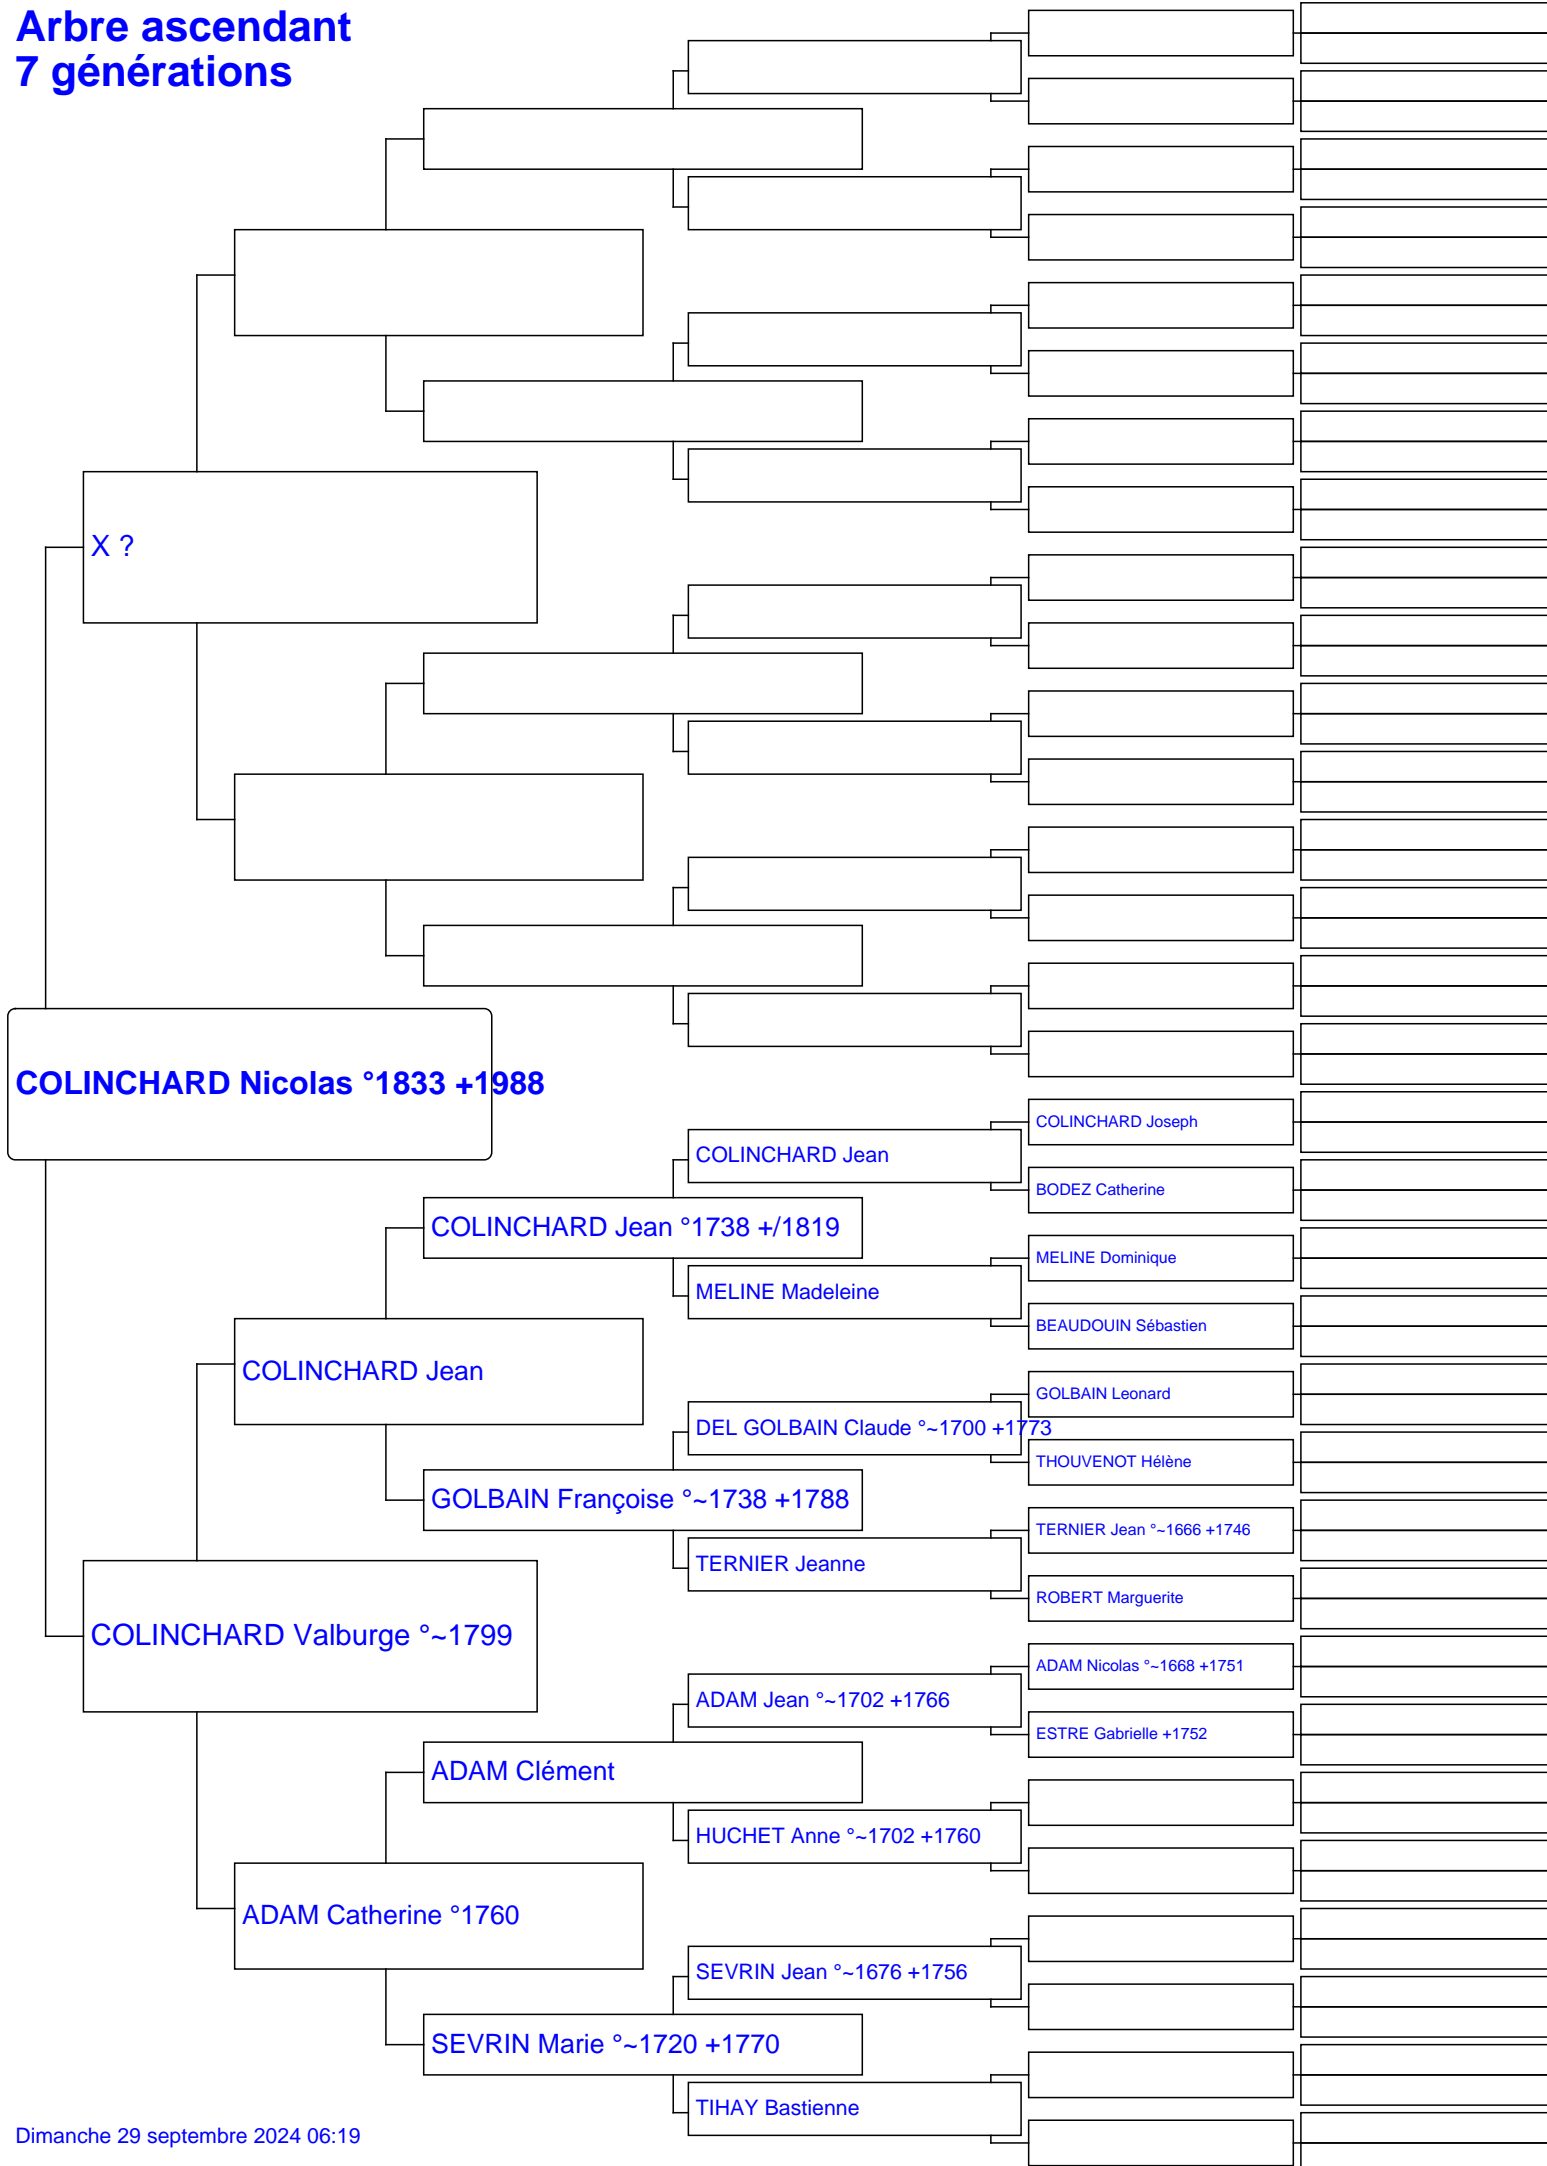 Arbre ascendant
7 générations
X ?
COLINCHARD Nicolas °1833 +1988
COLINCHARD Joseph
COLINCHARD Jean
BODEZ Catherine
COLINCHARD Jean °1738 +/1819
MELINE Dominique
MELINE Madeleine
BEAUDOUIN Sébastien
COLINCHARD Jean
GOLBAIN Leonard
DEL GOLBAIN Claude °~1700 +1773
THOUVENOT Hélène
GOLBAIN Françoise °~1738 +1788
TERNIER Jean °~1666 +1746
TERNIER Jeanne
ROBERT Marguerite
COLINCHARD Valburge °~1799
ADAM Nicolas °~1668 +1751
ADAM Jean °~1702 +1766
ESTRE Gabrielle +1752
ADAM Clément
HUCHET Anne °~1702 +1760
ADAM Catherine °1760
SEVRIN Jean °~1676 +1756
SEVRIN Marie °~1720 +1770
TIHAY Bastienne
Dimanche 29 septembre 2024 06:19